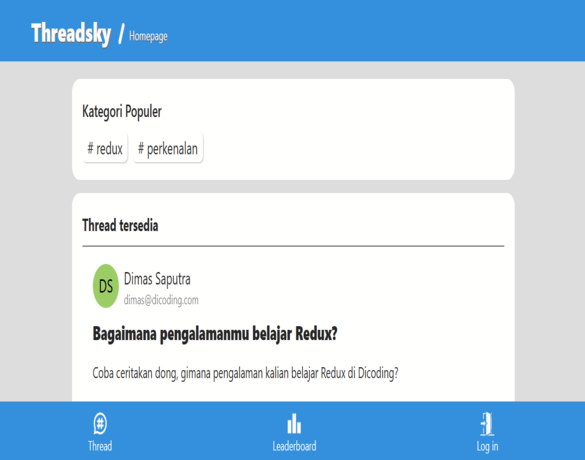 Threadsky / Homepage
Kategori Populer
# redux # perkenalan
Thread tersedia
DS Dimas Saputra
dimas@dicoding.com
Bagaimana pengalamanmu belajar Redux?
Coba ceritakan dong, gimana pengalaman kalian belajar Redux di Dicoding?
Thread Leaderboard Log in